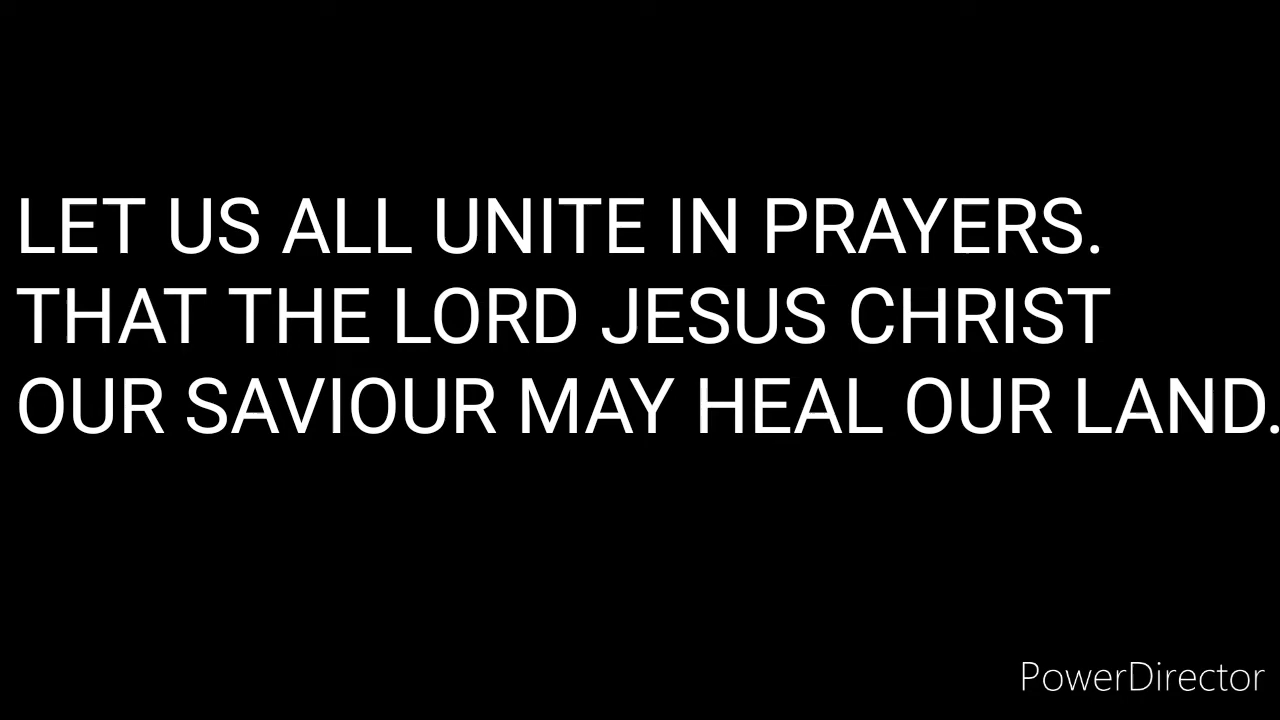 LET US ALL UNITE IN PRAYERS.
THAT THE LORD JESUS CHRIST
OUR SAVIOUR MAY HEAL OUR LAND.
PowerDirector